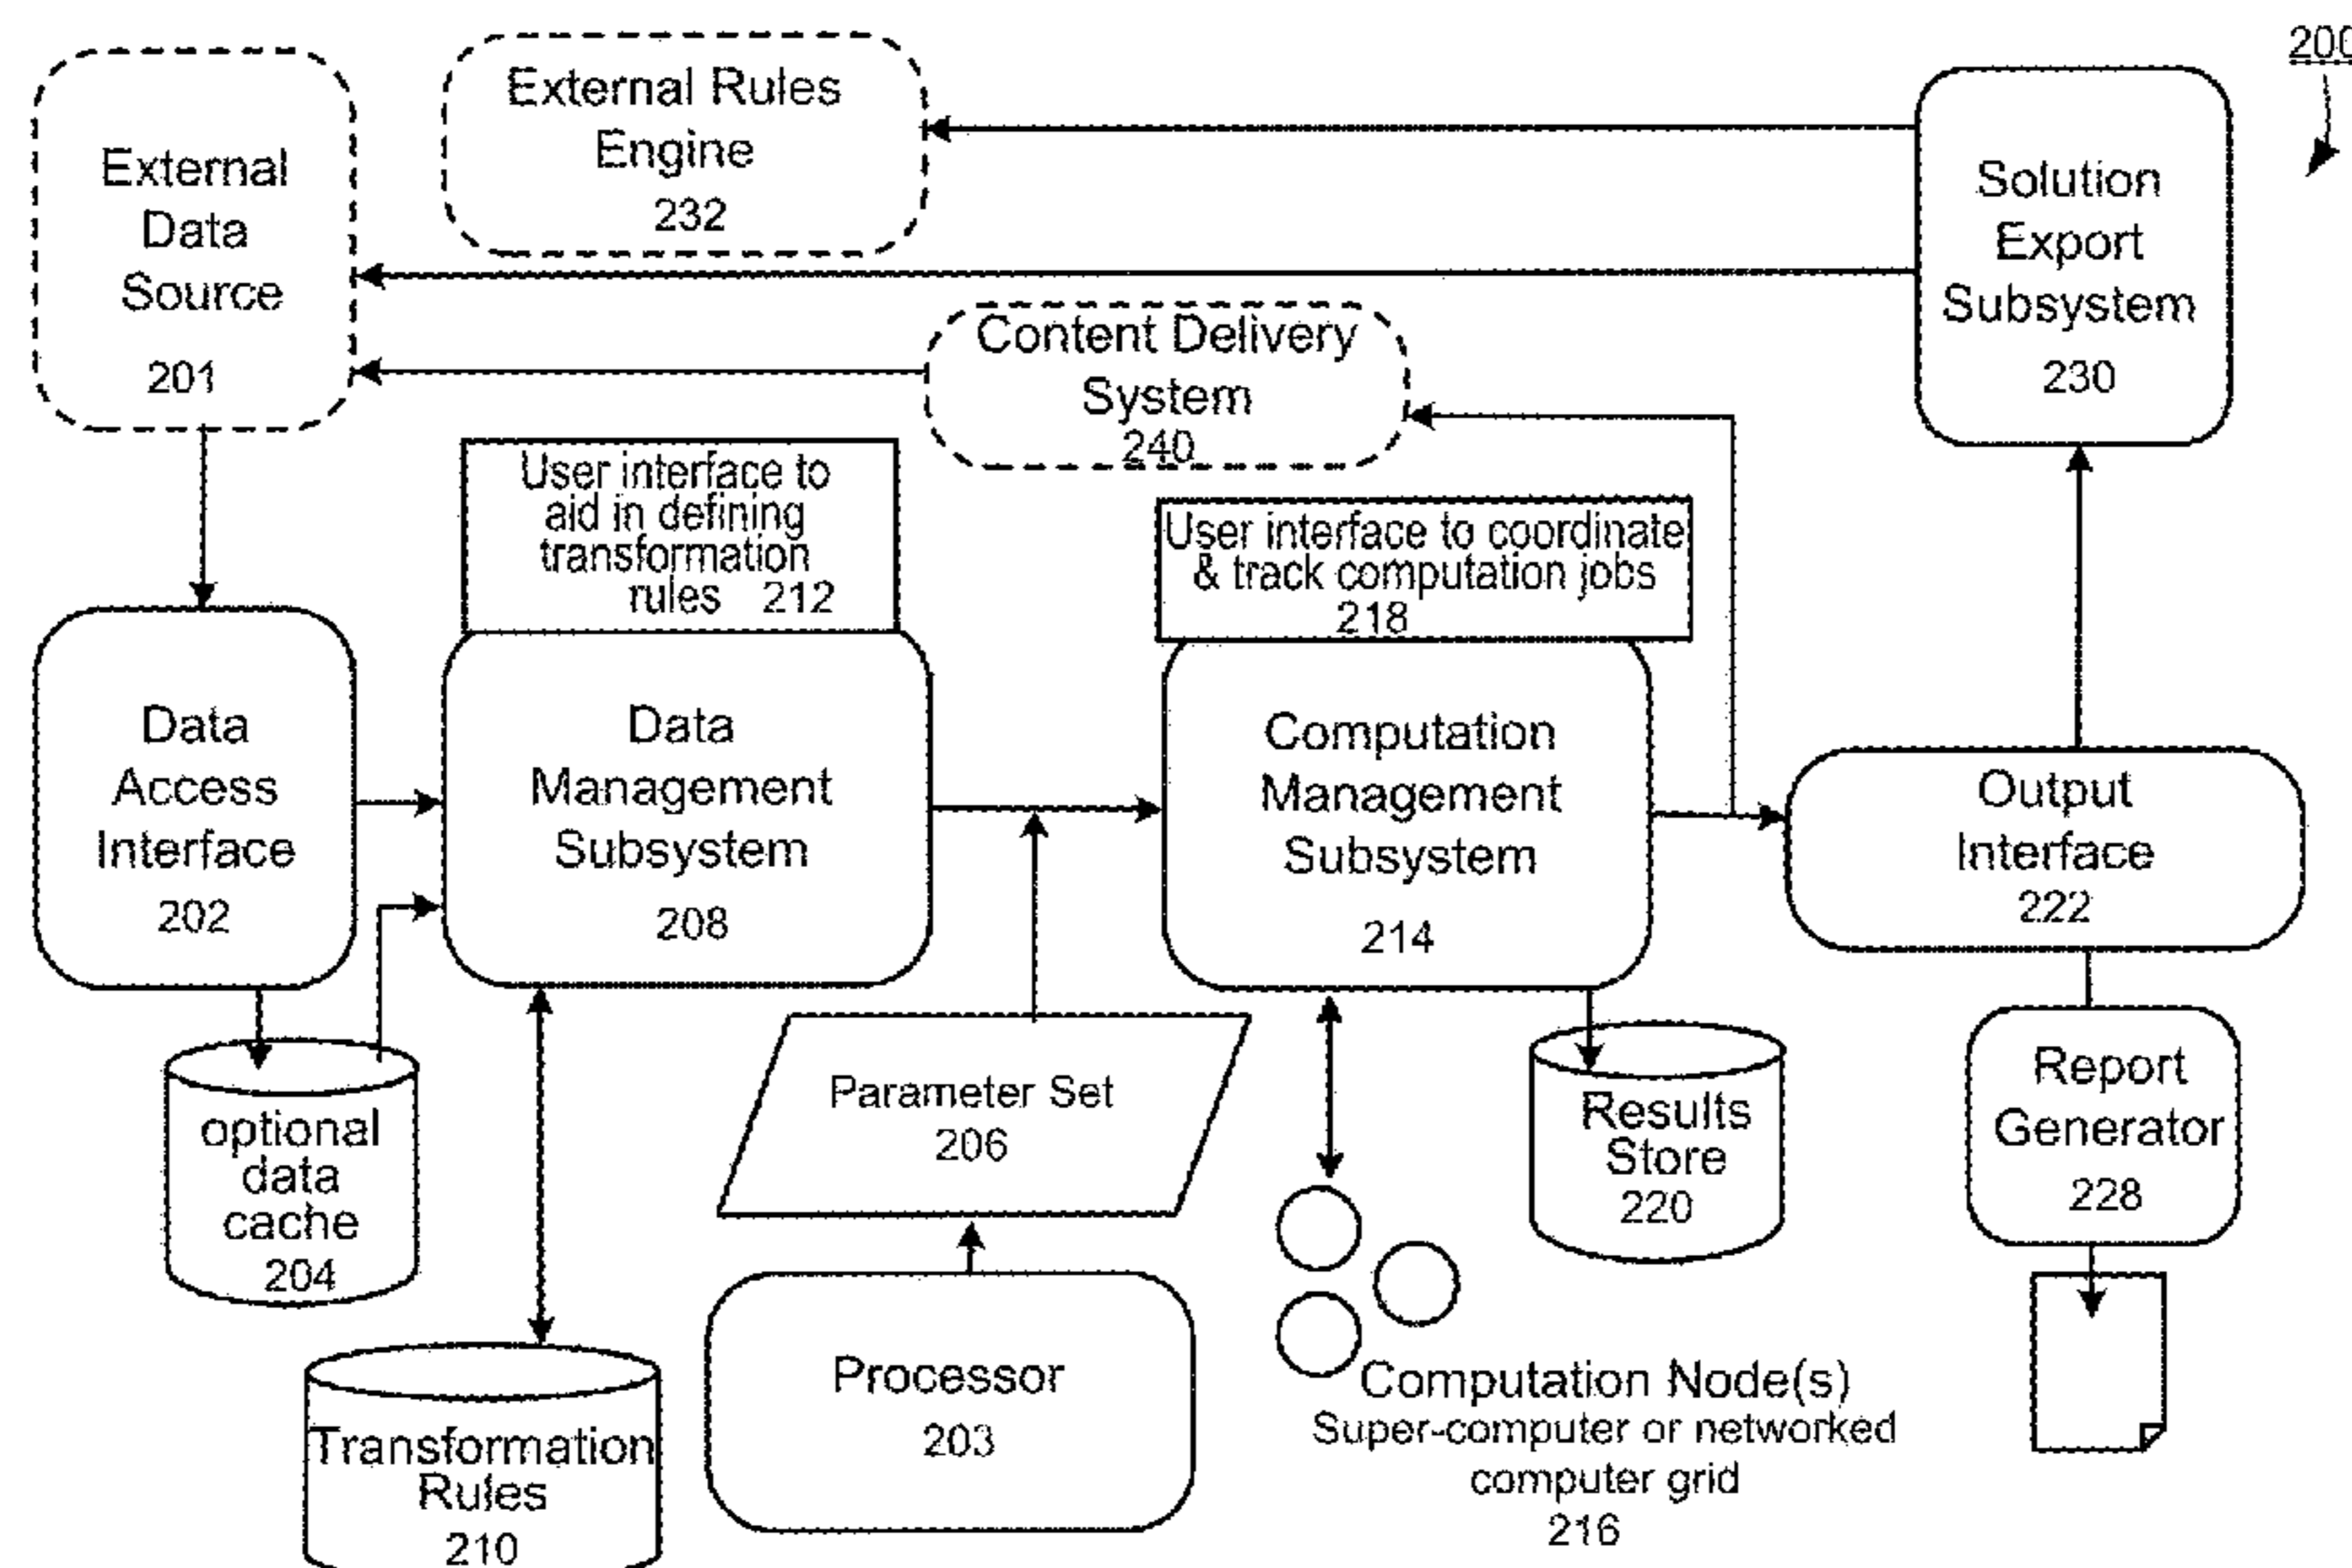 200
External Rules
Engine
232
External
Data
Source
201
Solution
Export
Subsystem
230
Content Delivery
System
240
User interface to
aid in defining
transformation
rules 212
User interface to coordinate
& track computation jobs
218
Data
Access
Interface
202
Data
Management
Subsystem
208
Computation
Management
Subsystem
214
Output
Interface
222
optional
data
cache
204
Parameter Set
206
Results
Store
220
Report
Generator
228
Transformation
Rules
210
Processor
203
Computation Node(s)
Super-computer or networked
computer grid
216